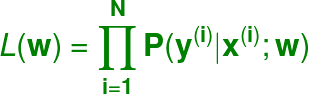 L(w) = ∏_{i=1}^{N} P(y^{(i)}|x^{(i)}; w)